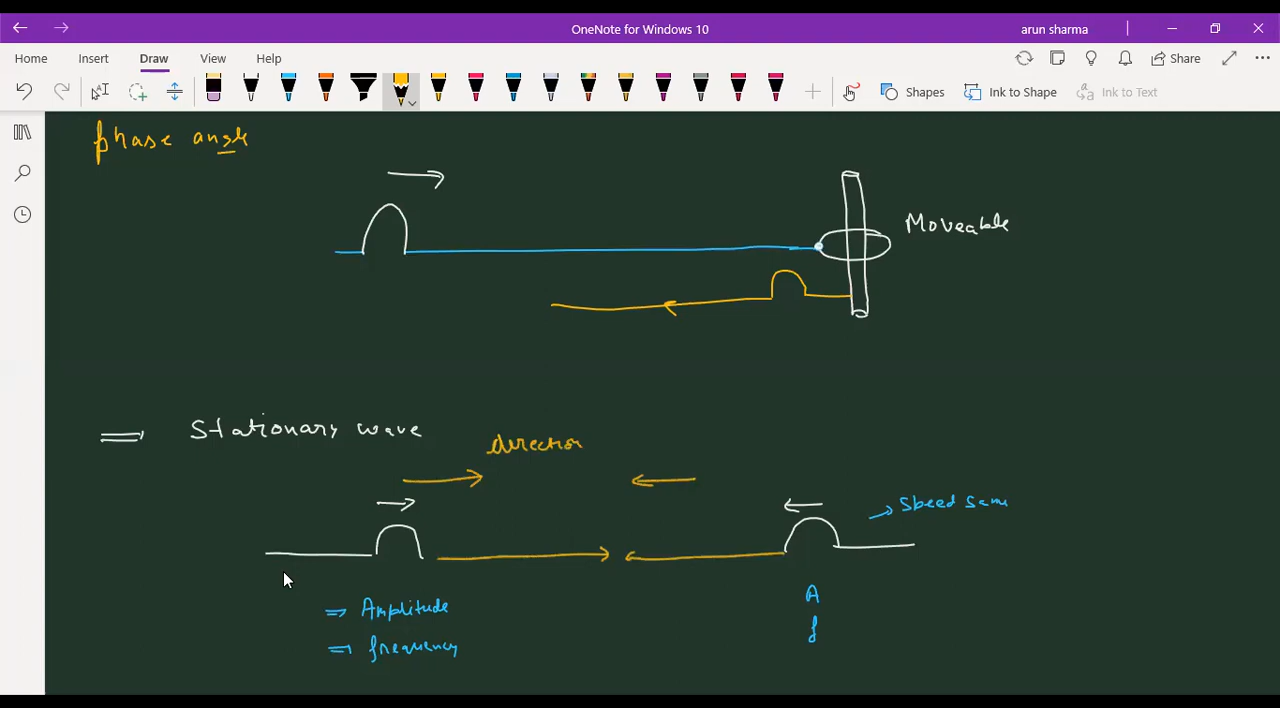 OneNote for Windows 10
arun sharma
Home Insert Draw View Help
Share
Shapes Ink to Shape Ink to Text
phase angle
Moveable
Stationary wave
direction
Speed Same
Amplitude A
frequency f